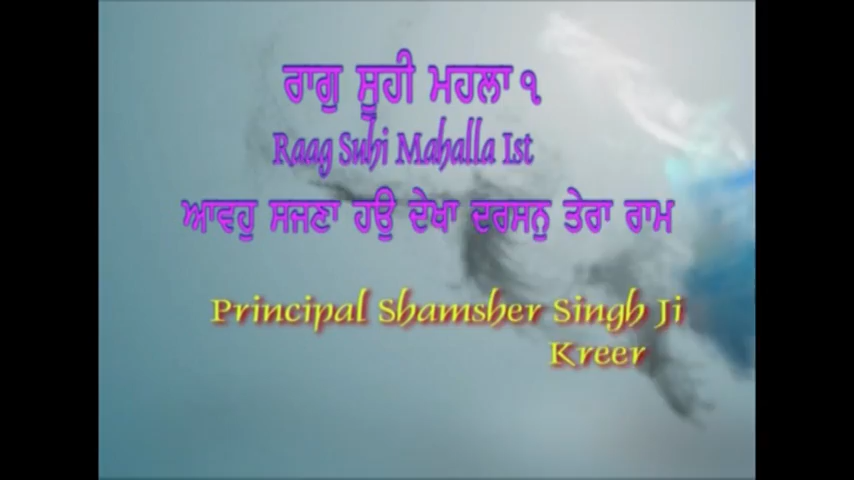 ਰਾਗੁ ਸੂਹੀ ਮਹਲਾ ੧
Raag Suhi Mahalla Ist
ਆਵਹੁ ਸਜਣਾ ਹਉ ਦੇਖਾ ਦਰਸਨੁ ਤੇਰਾ ਰਾਮ
Principal Shamsher Singh Ji
Kreer